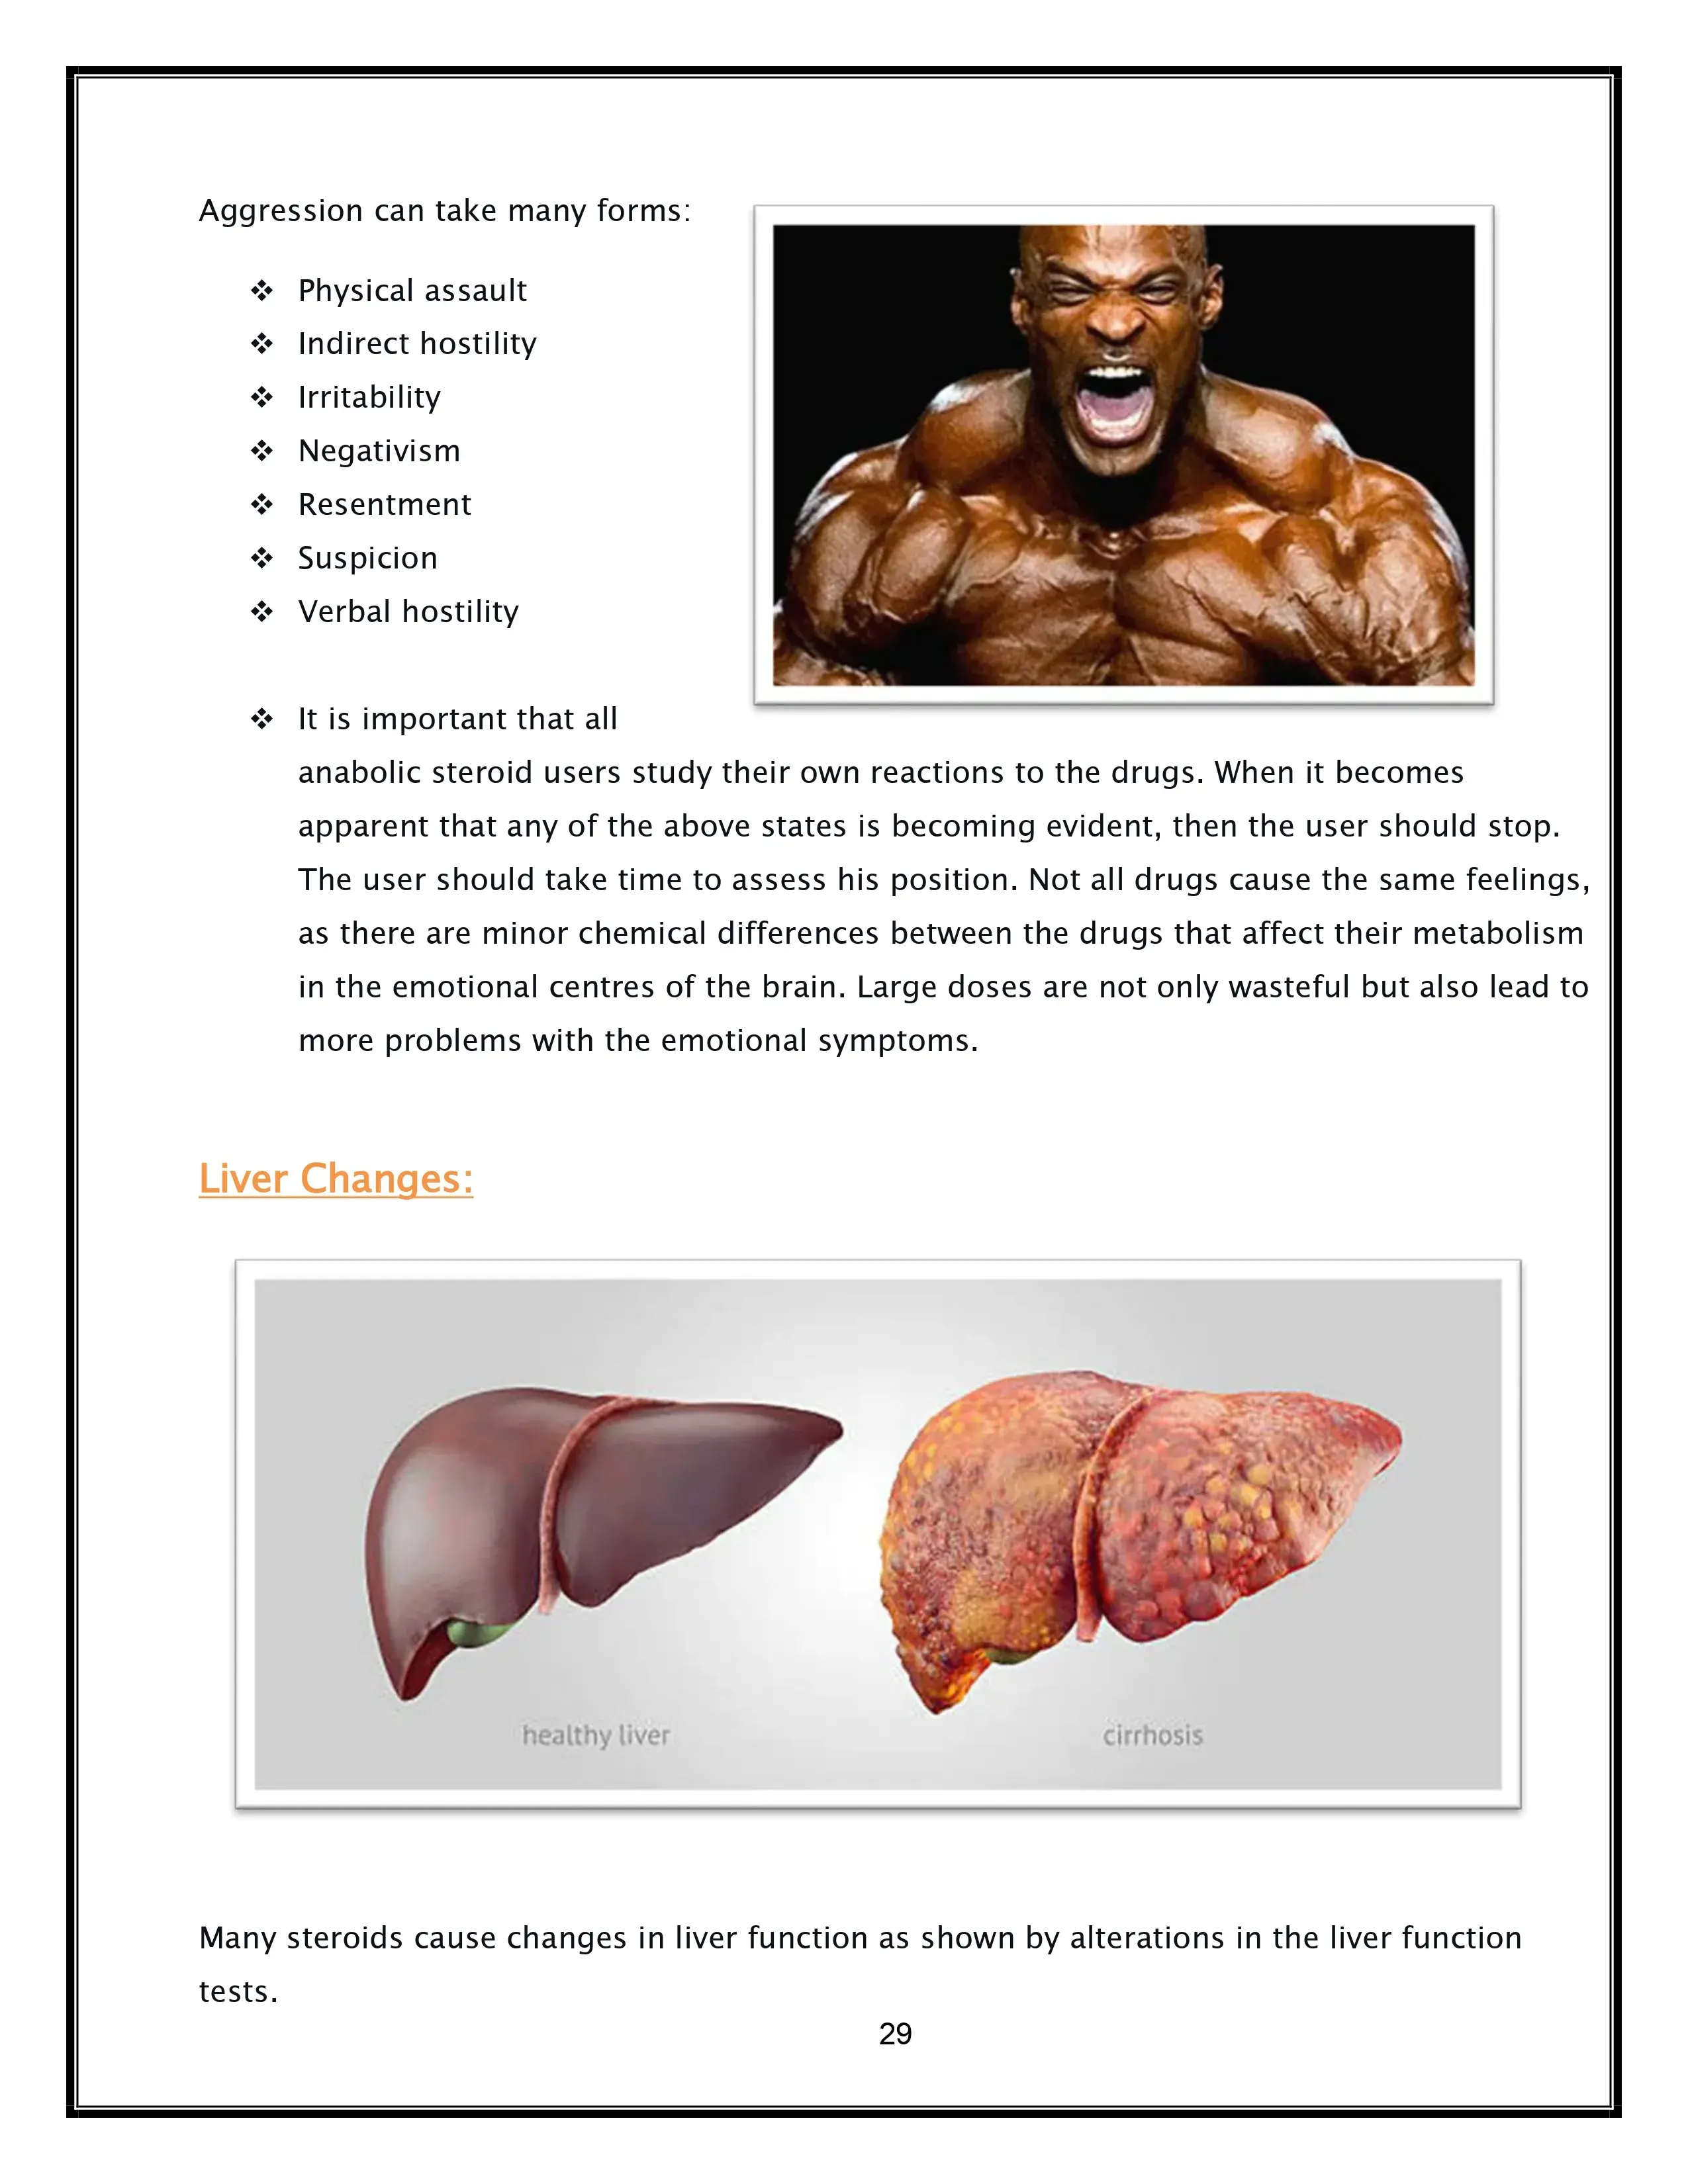 Aggression can take many forms:
❖ Physical assault
❖ Indirect hostility
❖ Irritability
❖ Negativism
❖ Resentment
❖ Suspicion
❖ Verbal hostility
❖ It is important that all
anabolic steroid users study their own reactions to the drugs. When it becomes
apparent that any of the above states is becoming evident, then the user should stop.
The user should take time to assess his position. Not all drugs cause the same feelings,
as there are minor chemical differences between the drugs that affect their metabolism
in the emotional centres of the brain. Large doses are not only wasteful but also lead to
more problems with the emotional symptoms.
Liver Changes:
healthy liver
cirrhosis
Many steroids cause changes in liver function as shown by alterations in the liver function
tests.
29